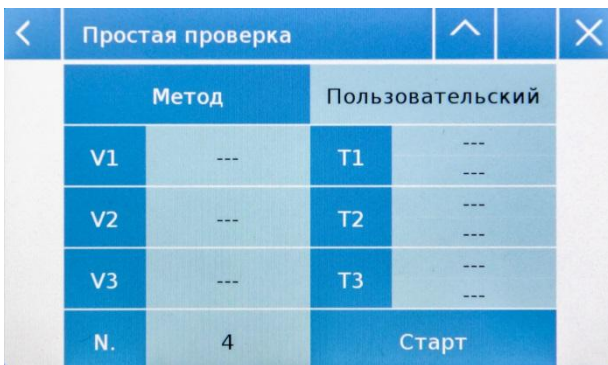 Простая проверка
Метод Пользовательский
V1 --- T1 ---
---
V2 --- T2 ---
---
V3 --- T3 ---
---
N. 4 Старт